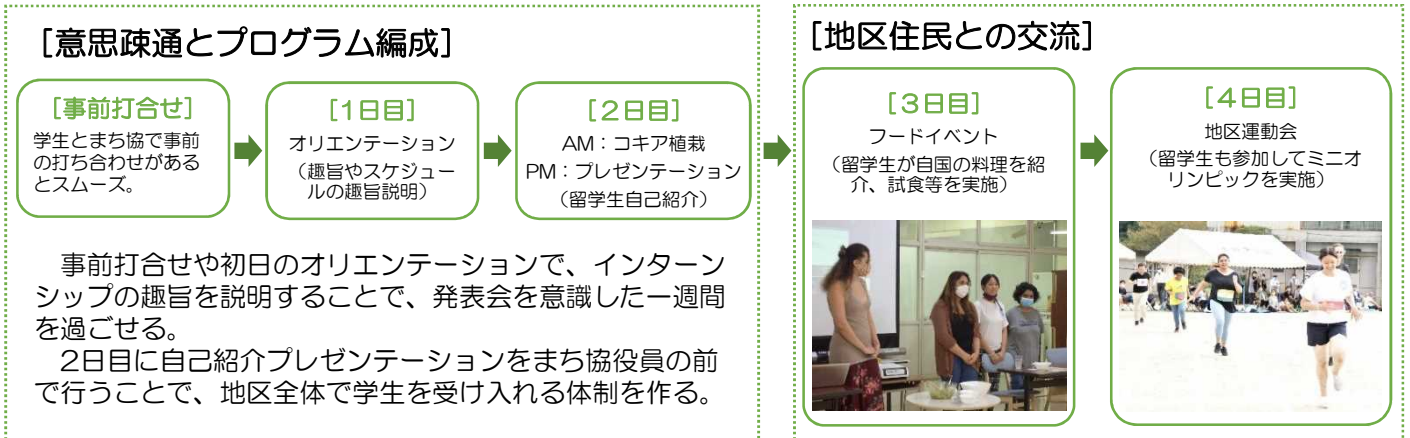 [意思疎通とプログラム編成]
[事前打合せ]
学生とまち協で事前
の打ち合わせがある
とスムーズ。
[1日目]
オリエンテーション
（趣旨やスケジュー
ルの趣旨説明）
[2日目]
AM：コキア植栽
PM：プレゼンテーション
（留学生自己紹介）
事前打合せや初日のオリエンテーションで、インターン
シップの趣旨を説明することで、発表会を意識した一週間
を過ごせる。
2日目に自己紹介プレゼンテーションをまち協役員の前
で行うことで、地区全体で学生を受け入れる体制を作る。
[地区住民との交流]
[3日目]
フードイベント
（留学生が自国の料理を紹
介、試食等を実施）
[4日目]
地区運動会
（留学生も参加してミニオ
リンピックを実施）